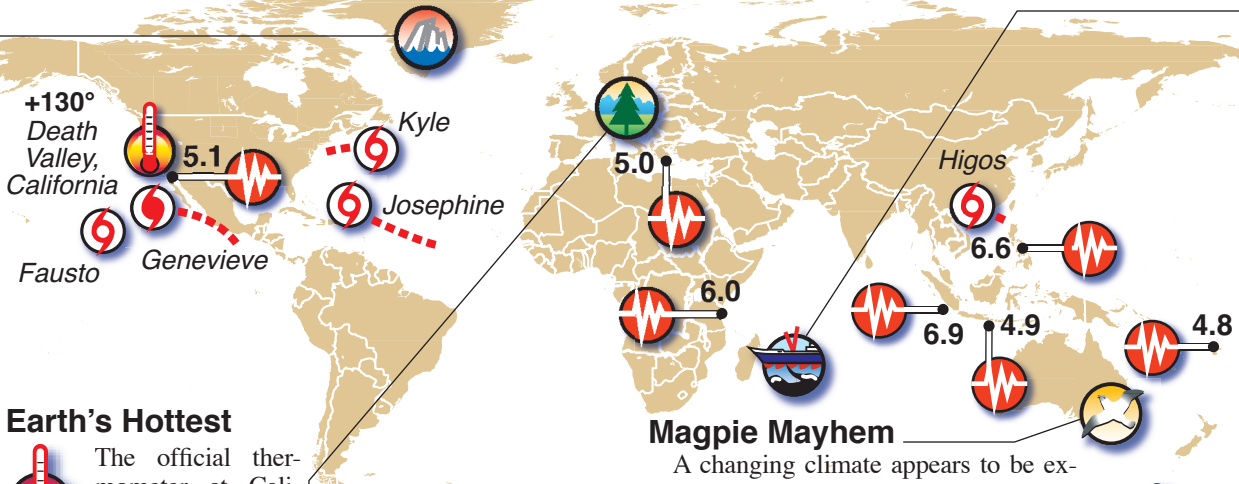 +130°
Death
Valley,
California
5.1
Kyle
Josephine
Fausto
Genevieve
5.0
6.0
Higos
6.6
6.9
4.9
4.8
Earth's Hottest
The official ther-
Magpie Mayhem
A changing climate appears to be ex-